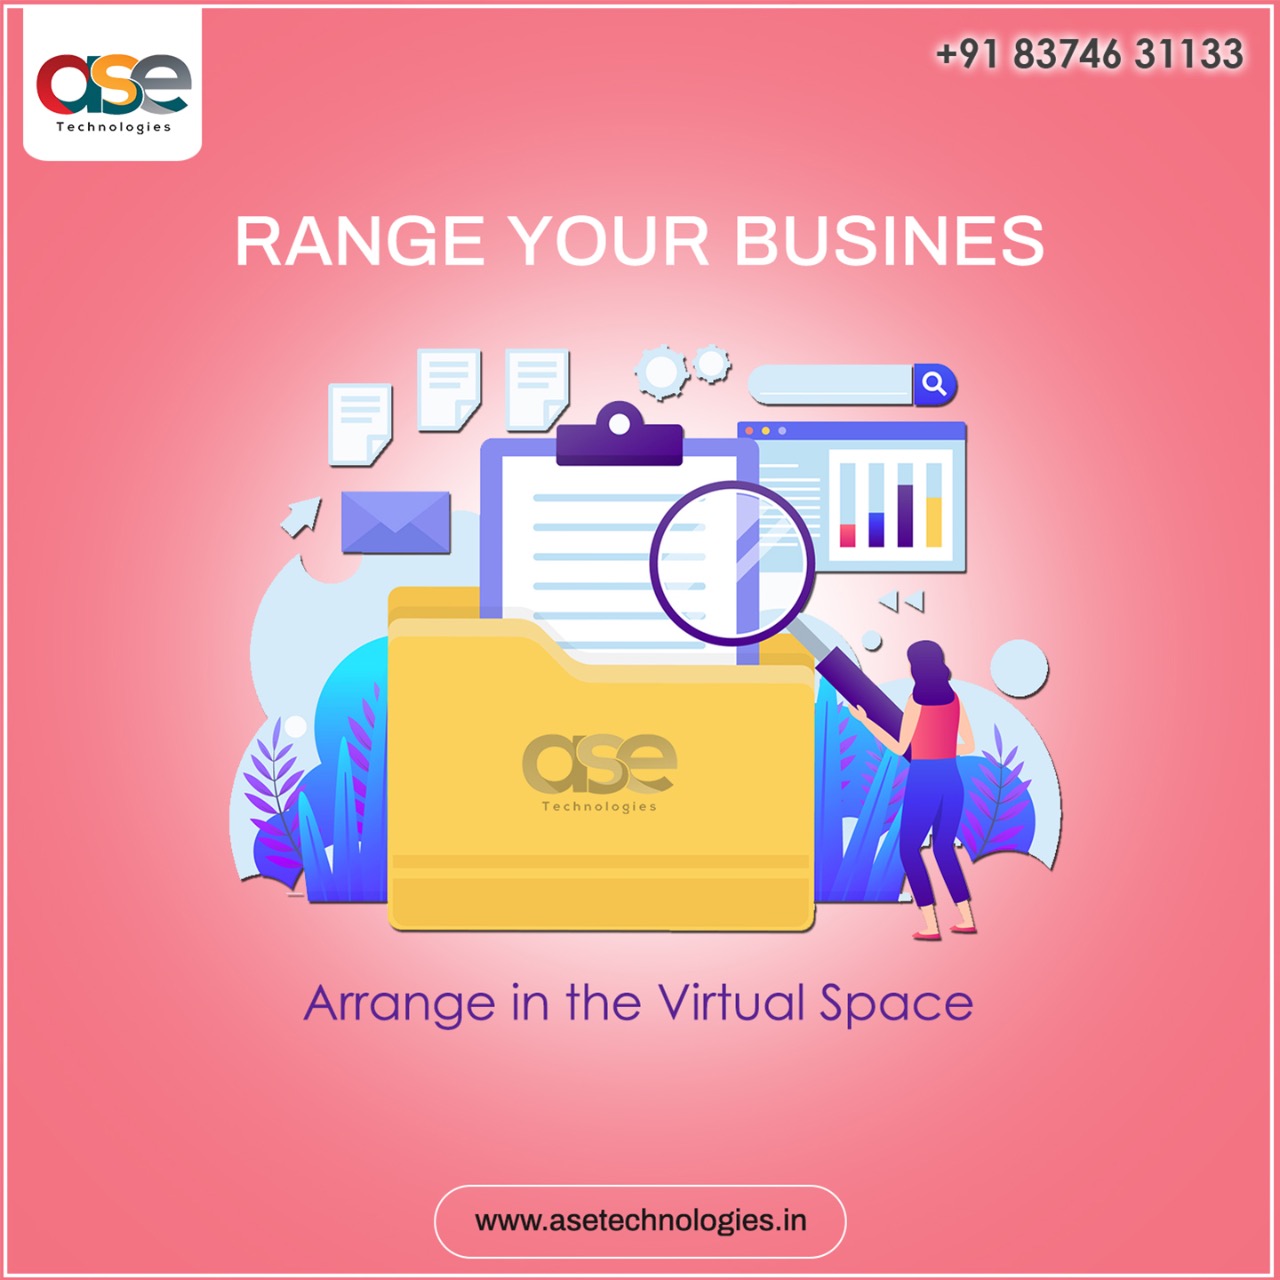 ase
Technologies
+91 83746 31133
RANGE YOUR BUSINES
ase
Technologies
Arrange in the Virtual Space
www.asetechnologies.in